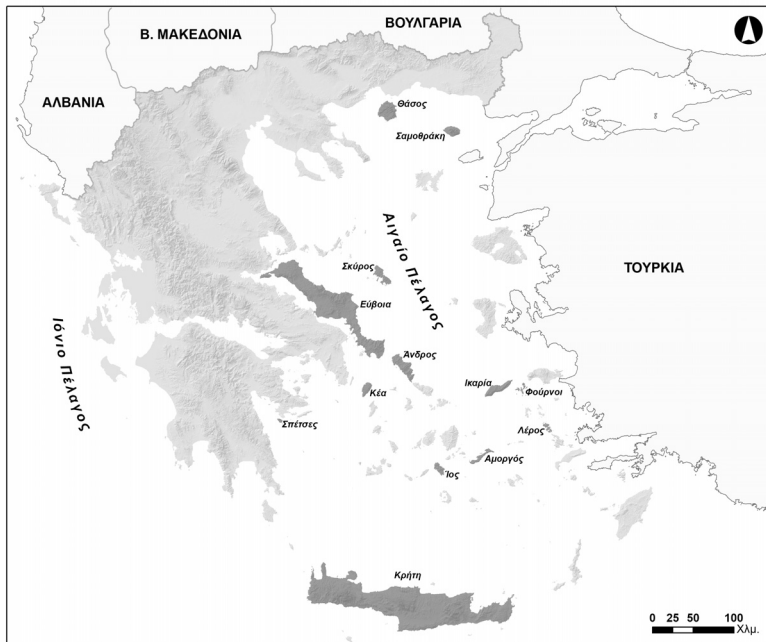 ΒΟΥΛΓΑΡΙΑ
Β. ΜΑΚΕΔΟΝΙΑ
ΑΛΒΑΝΙΑ
Θάσος
Σαμοθράκη
Αιγαίο Πέλαγος
Σκύρος
ΤΟΥΡΚΙΑ
Εύβοια
Ιόνιο Πέλαγος
Άνδρος
Κέα
Ικαρία
Φούρνοι
Σπέτσες
Λέρος
Αμοργός
Ίος
Κρήτη
0 25 50 100
Χλμ.